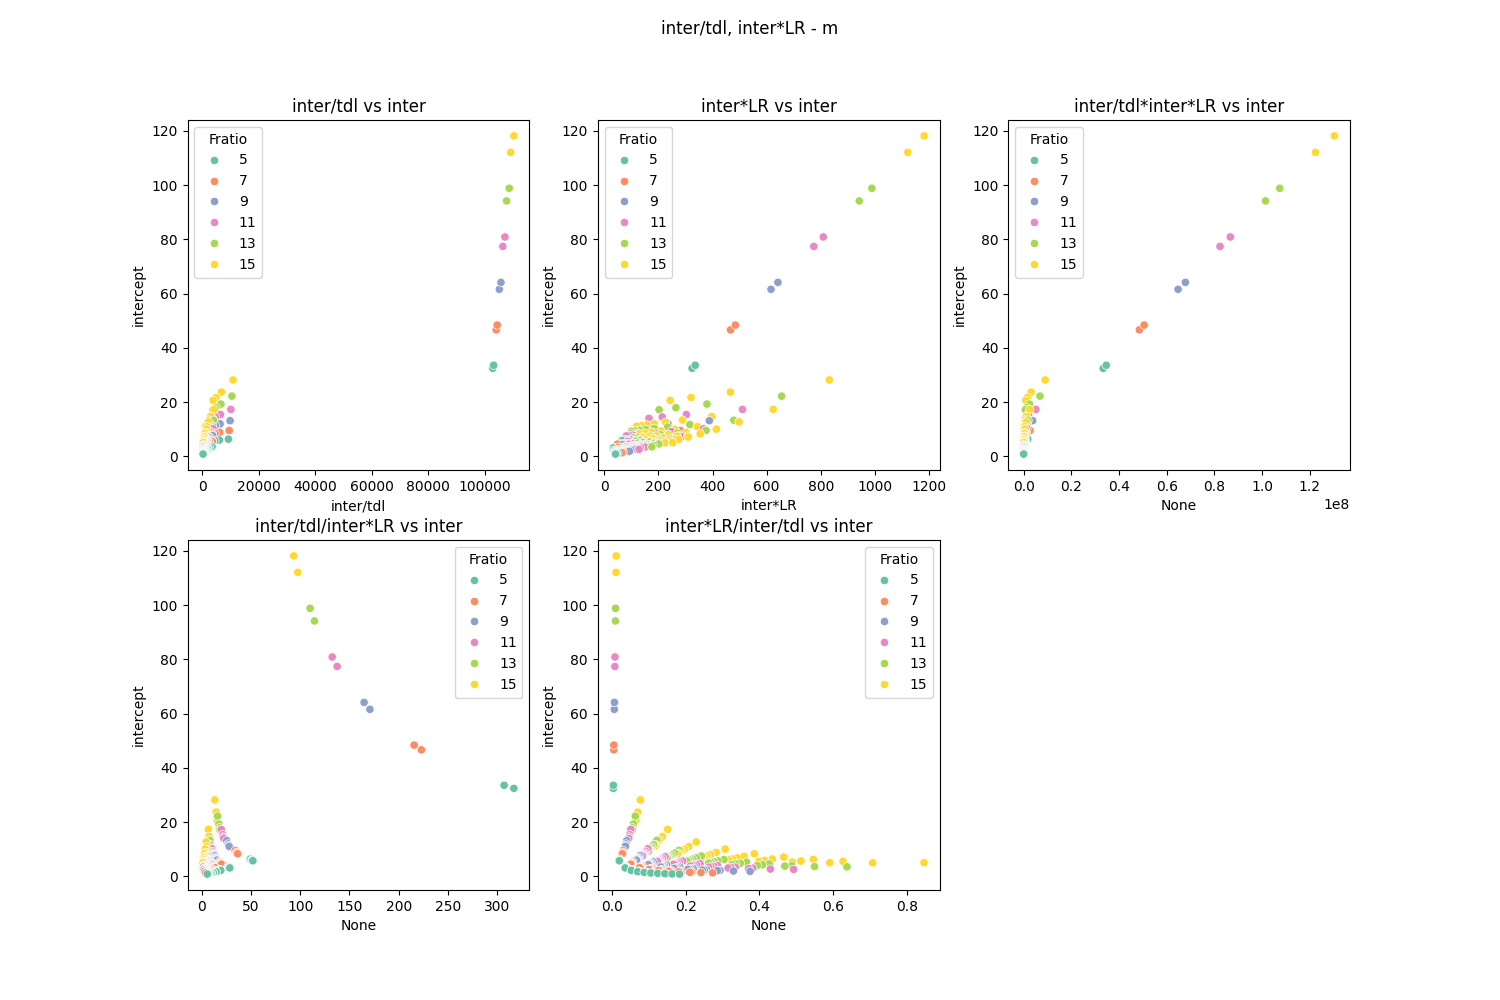 inter/tdl, inter*LR - m
inter/tdl vs inter
120
100
80
60
40
20
0
intercept
Fratio
5
7
9
11
13
15
0 20000 40000 60000 80000 100000
inter/tdl
inter*LR vs inter
120
100
80
60
40
20
0
intercept
Fratio
5
7
9
11
13
15
0 200 400 600 800 1000 1200
inter*LR
inter/tdl*inter*LR vs inter
120
100
80
60
40
20
0
intercept
Fratio
5
7
9
11
13
15
0.0 0.2 0.4 0.6 0.8 1.0 1.2
1e8
None
inter/tdl/inter*LR vs inter
120
100
80
60
40
20
0
intercept
Fratio
5
7
9
11
13
15
0 50 100 150 200 250 300
None
inter*LR/inter/tdl vs inter
120
100
80
60
40
20
0
intercept
Fratio
5
7
9
11
13
15
0.0 0.2 0.4 0.6 0.8
None